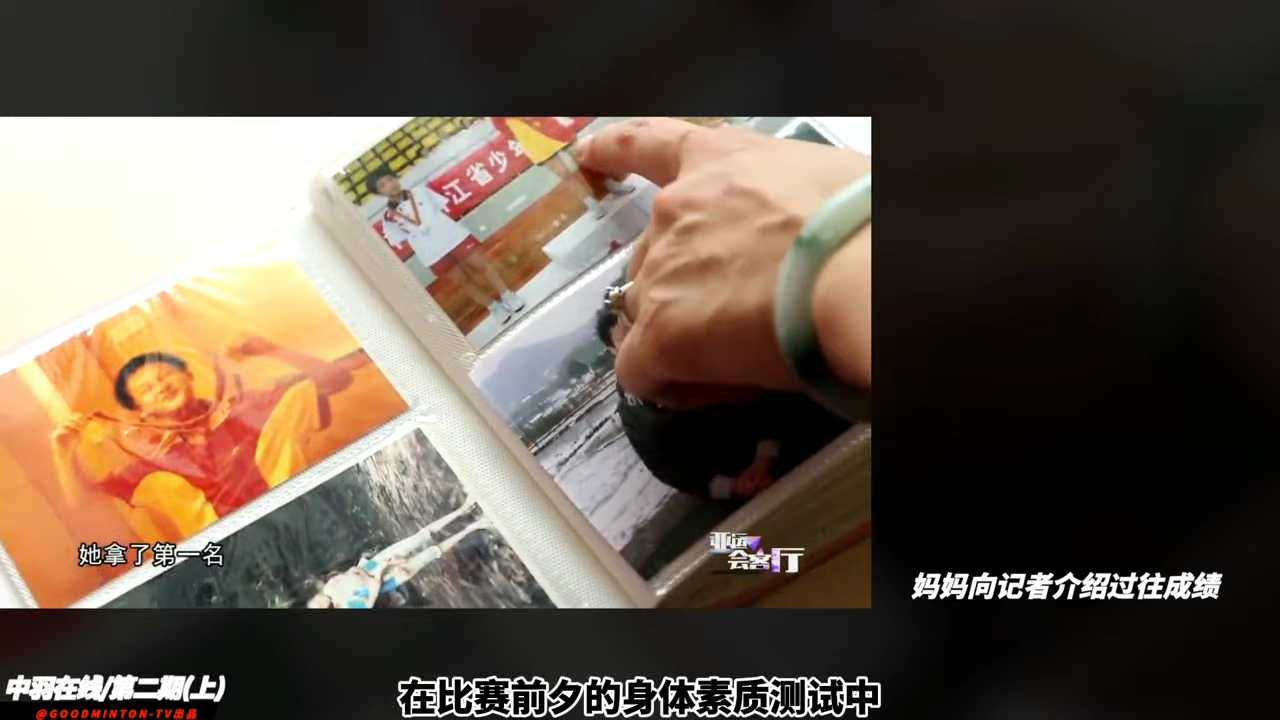 江省少年
她拿了第一名
亚运
会客厅
妈妈向记者介绍过往成绩
中羽在线/第二期(上)
@GOODMINTON-TV出品
在比赛前夕的身体素质测试中